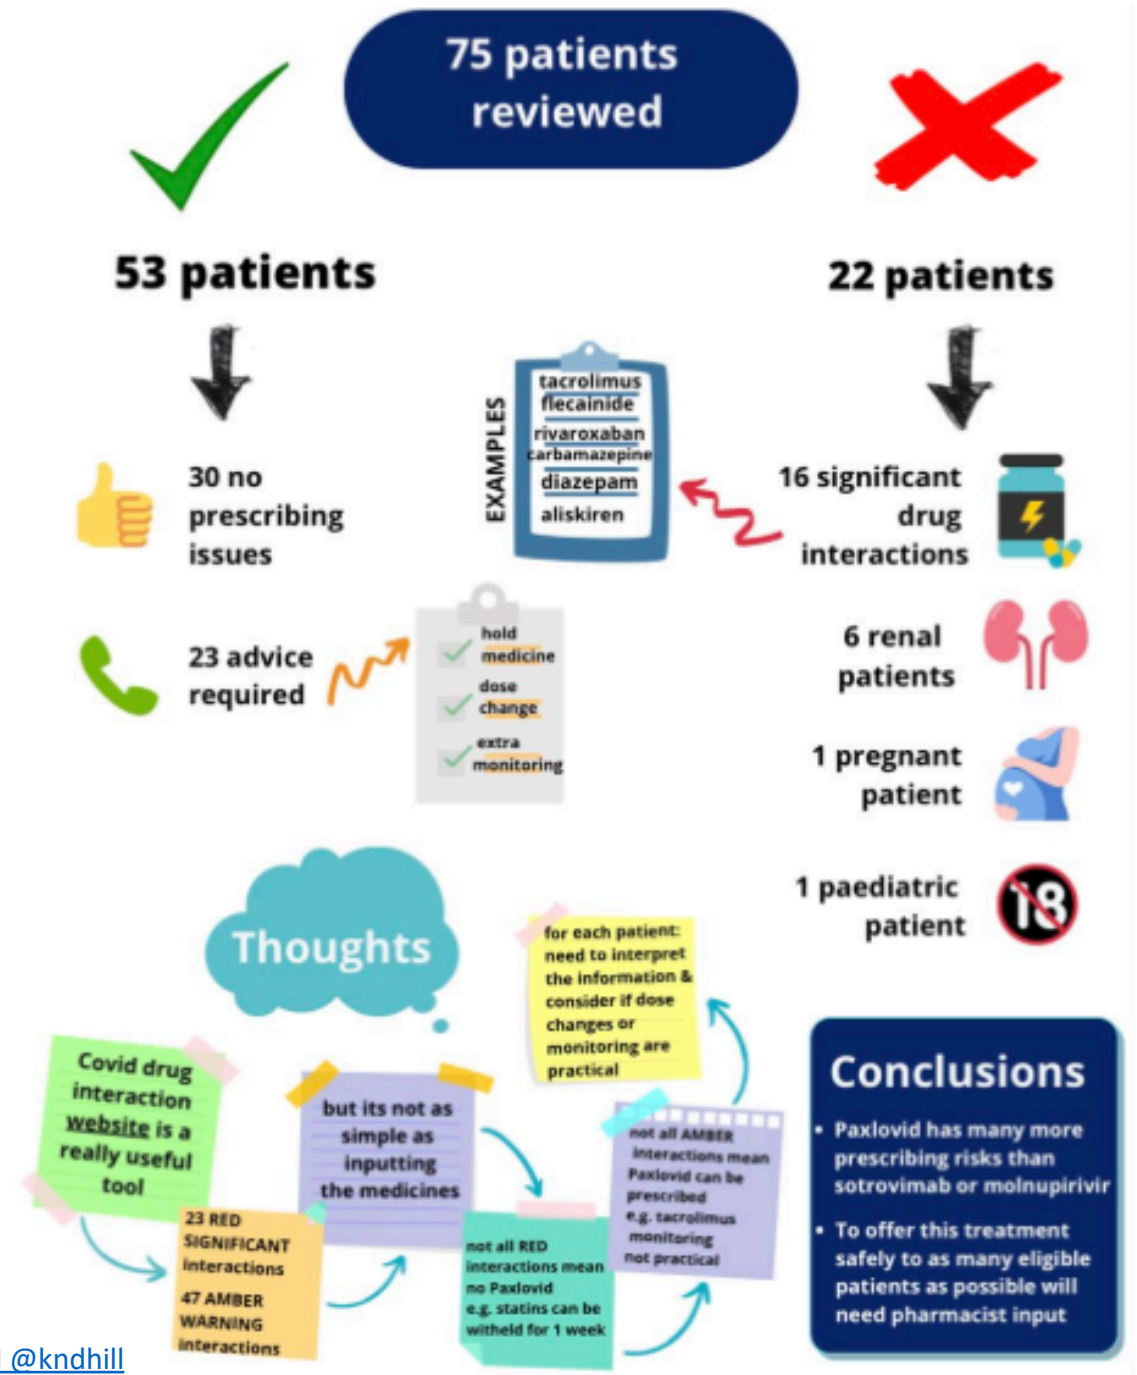 75 patients
reviewed
53 patients
22 patients
30 no
prescribing
issues
23 advice
required
EXAMPLES
tacrolimus
flecainide
rivaroxaban
carbamazepine
diazepam
aliskiren
hold
medicine
dose
change
extra
monitoring
16 significant
drug
interactions
6 renal
patients
1 pregnant
patient
1 paediatric
patient
18
Thoughts
Covid drug
interaction
website is a
really useful
tool
23 RED
SIGNIFICANT
interactions
47 AMBER
WARNING
interactions
but its not as
simple as
inputting
the medicines
not all RED
interactions mean
no Paxlovid
e.g. statins can be
witheld for 1 week
not all AMBER
interactions mean
Paxlovid can be
prescribed
e.g. tacrolimus
monitoring
not practical
for each patient:
need to interpret
the information &
consider if dose
changes or
monitoring are
practical
Conclusions
• Paxlovid has many more
prescribing risks than
sotrovimab or molnupirivir
• To offer this treatment
safely to as many eligible
patients as possible will
need pharmacist input
@kndhill